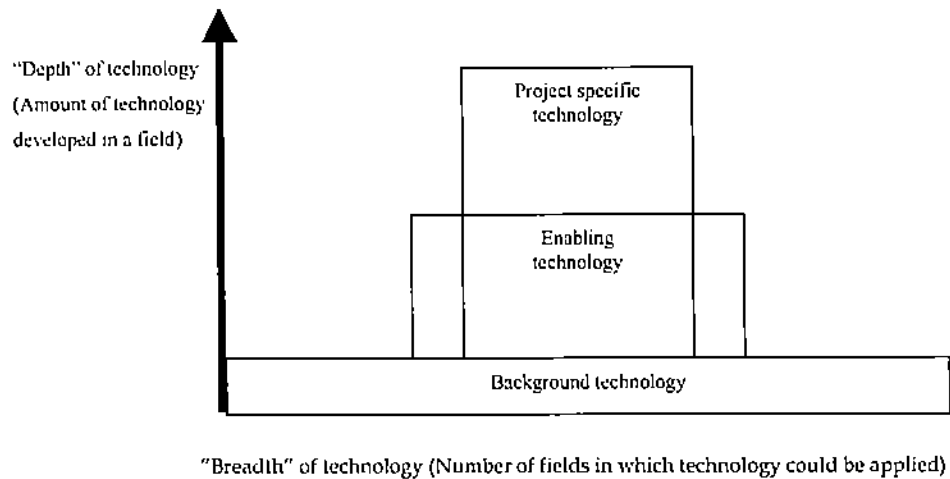 “Depth” of technology
(Amount of technology
developed in a field)
Project specific
technology
Enabling
technology
Background technology
"Breadth" of technology (Number of fields in which technology could be applied)